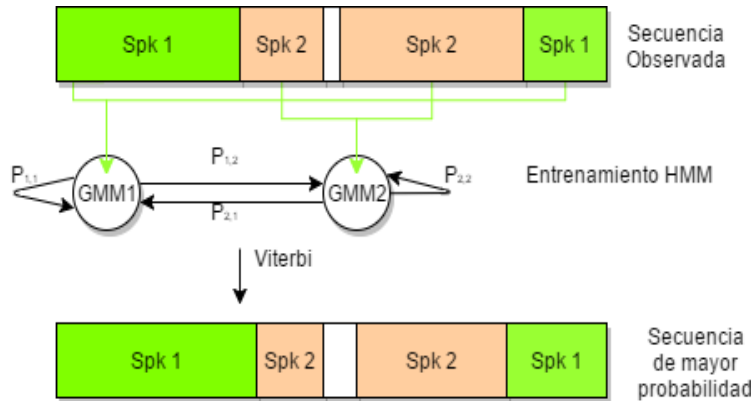 Spk 1 Spk 2 Spk 2 Spk 1
Secuencia
Observada
P1,1 P1,2
GMM1 GMM2
P2,1 P2,2
Entrenamiento HMM
Viterbi
Spk 1 Spk 2 Spk 2 Spk 1
Secuencia
de mayor
probabilidad